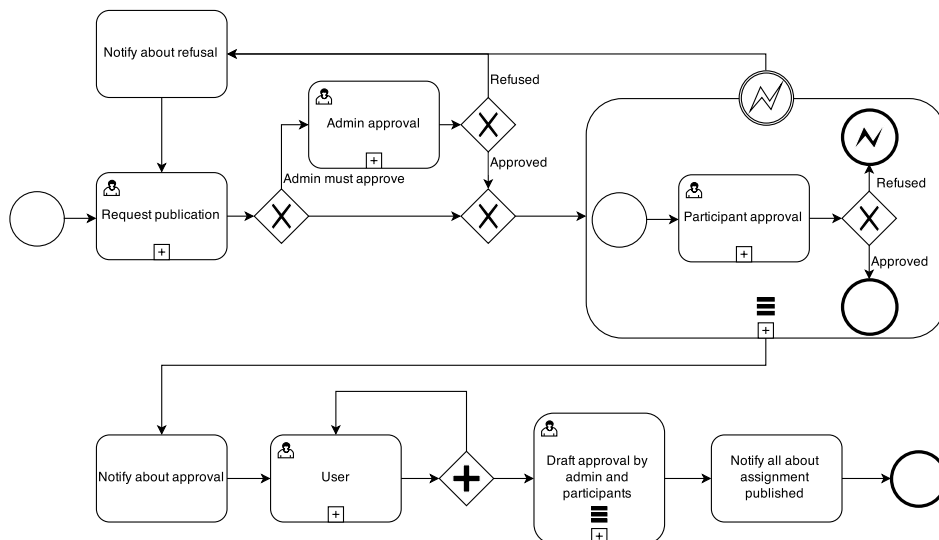 Notify about refusal
Refused
Admin approval
Approved
Admin must approve
Request publication
Participant approval
Refused
Approved
Notify about approval
User
Draft approval by
admin and
participants
Notify all about
assignment
published